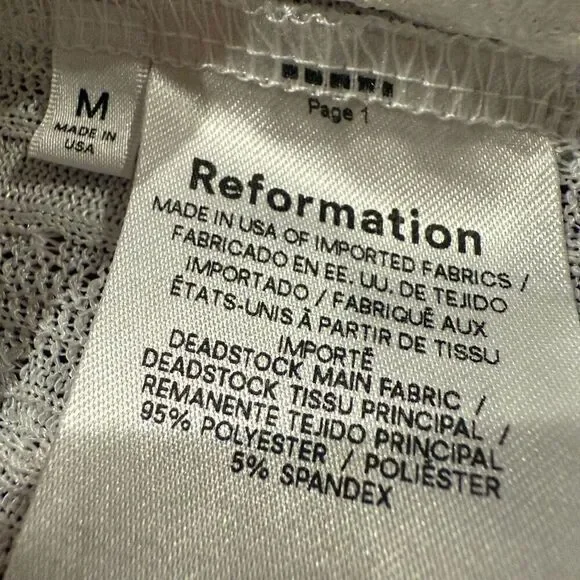 M
MADE IN
USA
Page 1
Reformation
MADE IN USA OF IMPORTED FABRICS /
FABRICADO EN EE. UU. DE TEJIDO
IMPORTADO / FABRIQUÉ AUX
ÉTATS-UNIS À PARTIR DE TISSU
IMPORTÉ
DEADSTOCK MAIN FABRIC /
DEADSTOCK TISSU PRINCIPAL /
REMANENTE TEJIDO PRINCIPAL
95% POLYESTER / POLIÉSTER
5% SPANDEX